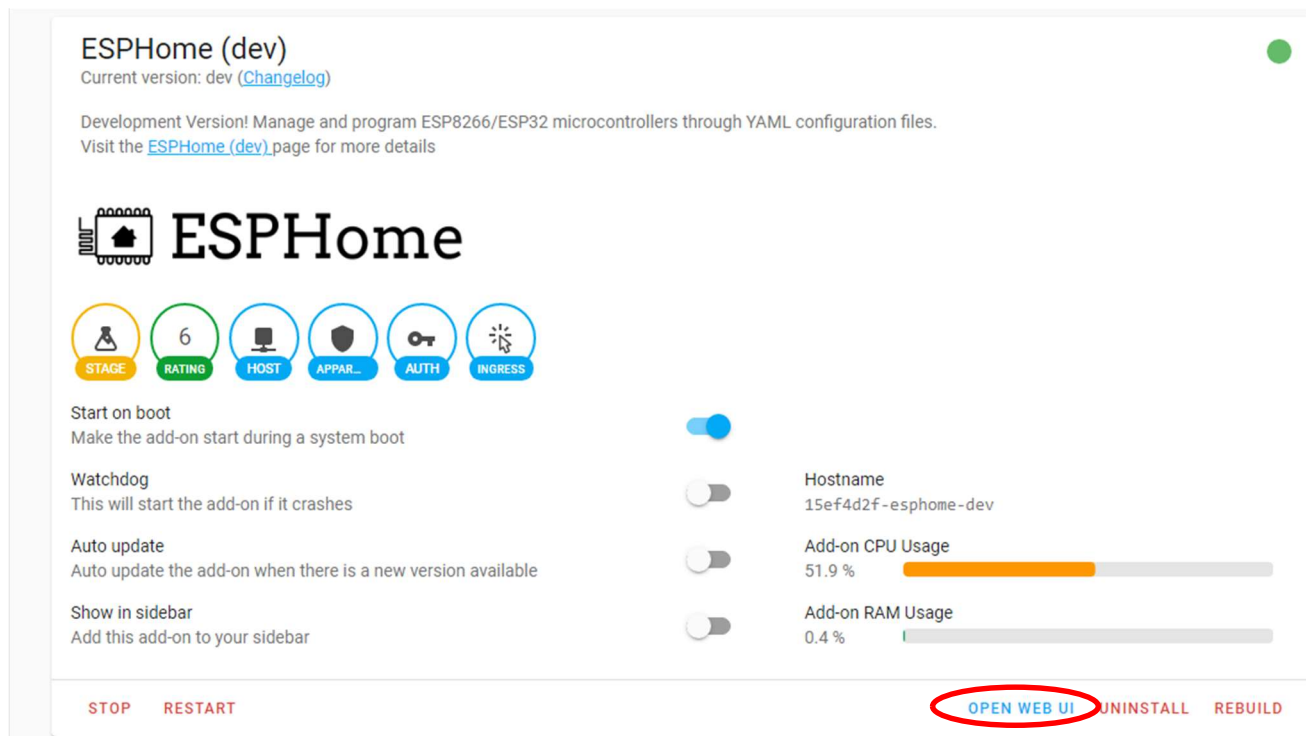 ESPHome (dev)
Current version: dev (Changelog)
Development Version! Manage and program ESP8266/ESP32 microcontrollers through YAML configuration files.
Visit the ESPHome (dev) page for more details
ESPHome
6
STAGE RATING HOST APPAR... AUTH INGRESS
Start on boot
Make the add-on start during a system boot
Watchdog
This will start the add-on if it crashes
Hostname
15ef4d2f-esphome-dev
Auto update
Auto update the add-on when there is a new version available
Add-on CPU Usage
51.9 %
Show in sidebar
Add this add-on to your sidebar
Add-on RAM Usage
0.4 %
STOP RESTART OPEN WEB UI UNINSTALL REBUILD